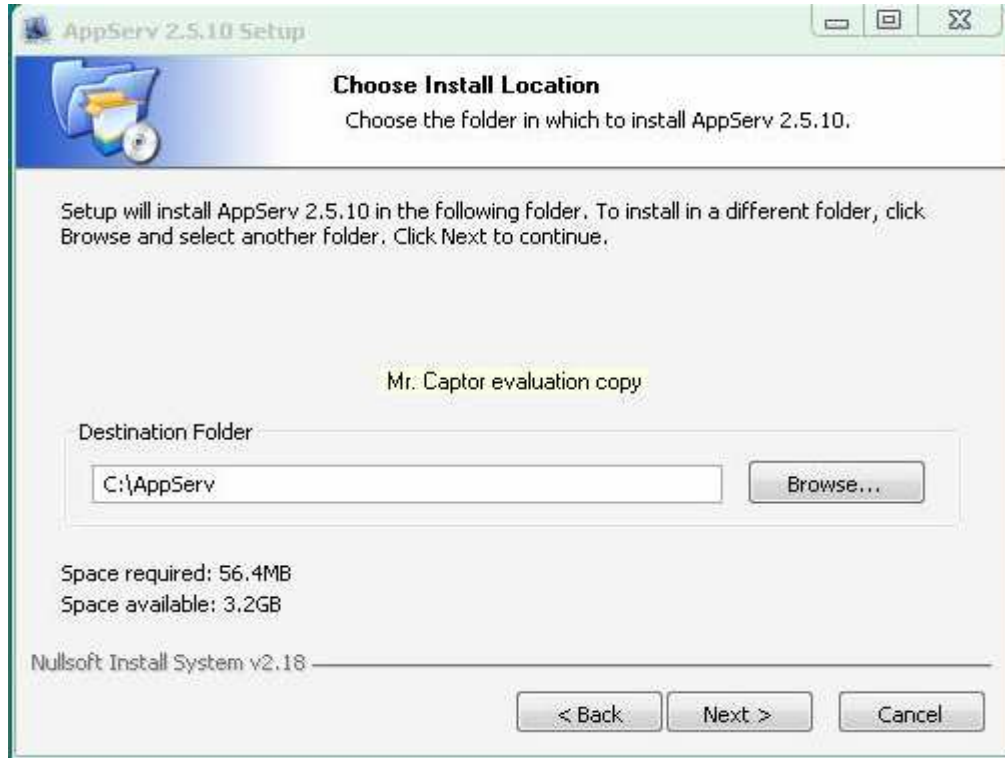 AppServ 2.5.10 Setup
Choose Install Location
Choose the folder in which to install AppServ 2.5.10.
Setup will install AppServ 2.5.10 in the following folder. To install in a different folder, click
Browse and select another folder. Click Next to continue.
Mr. Captor evaluation copy
Destination Folder
C:\AppServ
Browse...
Space required: 56.4MB
Space available: 3.2GB
Nullsoft Install System v2.18
< Back
Next >
Cancel